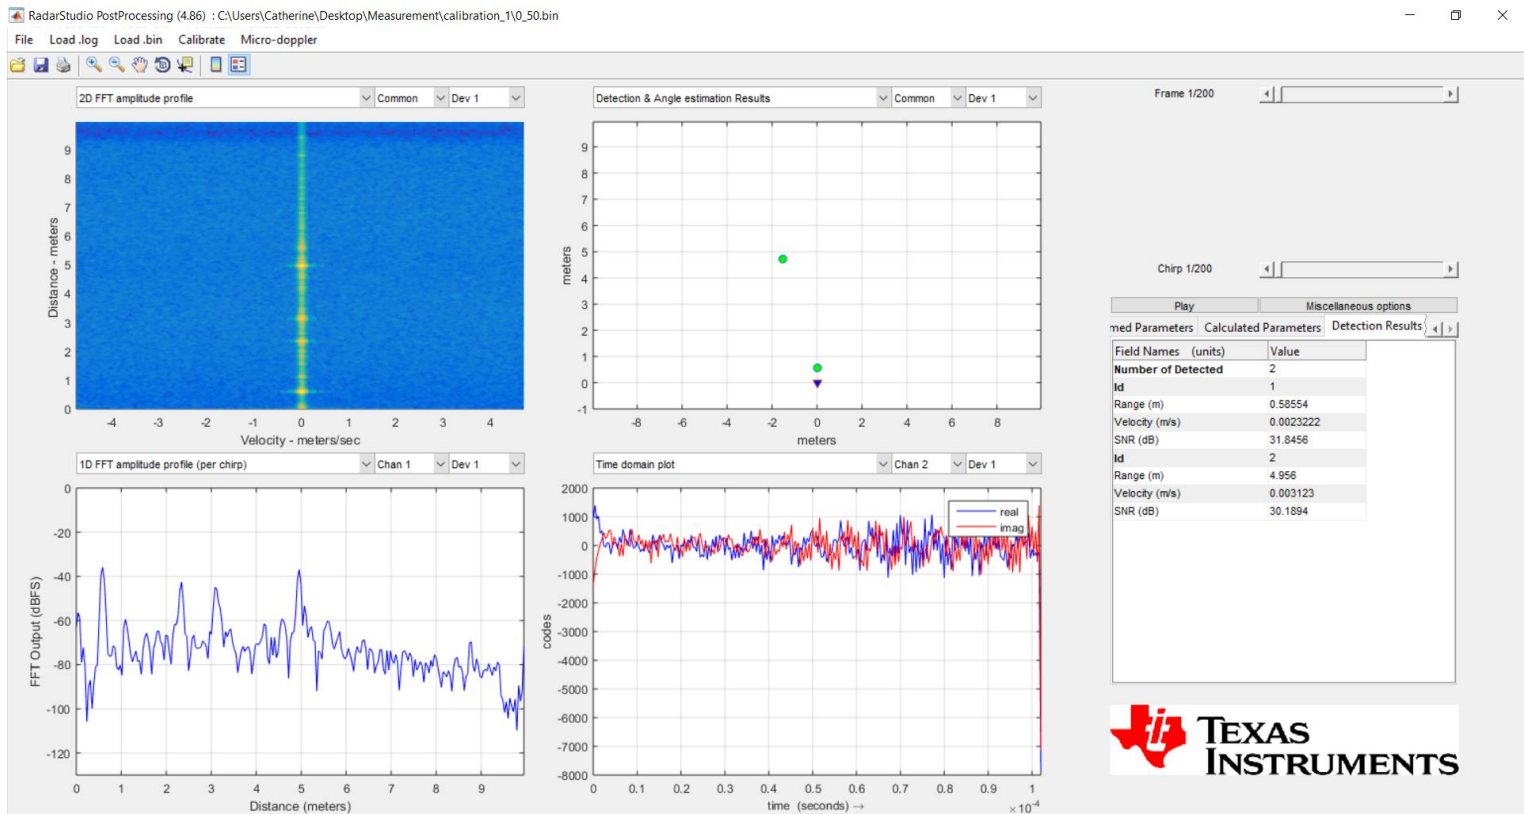 RadarStudio PostProcessing (4.86) : C:\Users\Catherine\Desktop\Measurement\calibration_1\0_50.bin
File Load .log Load .bin Calibrate Micro-doppler
2D FFT amplitude profile Common Dev 1
Detection & Angle estimation Results Common Dev 1
Frame 1/200
Distance - meters
9
8
7
6
5
4
3
2
1
0
-4 -3 -2 -1 0 1 2 3 4
Velocity - meters/sec
meters
9
8
7
6
5
4
3
2
1
0
-1
-8 -6 -4 -2 0 2 4 6 8
meters
Chirp 1/200
Play Miscellaneous options
med Parameters Calculated Parameters Detection Results
Field Names (units) Value
Number of Detected 2
Id 1
Range (m) 0.58554
Velocity (m/s) 0.0023222
SNR (dB) 31.8456
Id 2
Range (m) 4.956
Velocity (m/s) 0.003123
SNR (dB) 30.1894
1D FFT amplitude profile (per chirp) Chan 1 Dev 1
Time domain plot Chan 2 Dev 1
FFT Output (dBFS)
0
-20
-40
-60
-80
-100
-120
0 1 2 3 4 5 6 7 8 9
Distance (meters)
codes
2000
1000
0
-1000
-2000
-3000
-4000
-5000
-6000
-7000
-8000
real
imag
0 0.1 0.2 0.3 0.4 0.5 0.6 0.7 0.8 0.9 1
time (seconds) →
×10⁻⁴
TEXAS
INSTRUMENTS